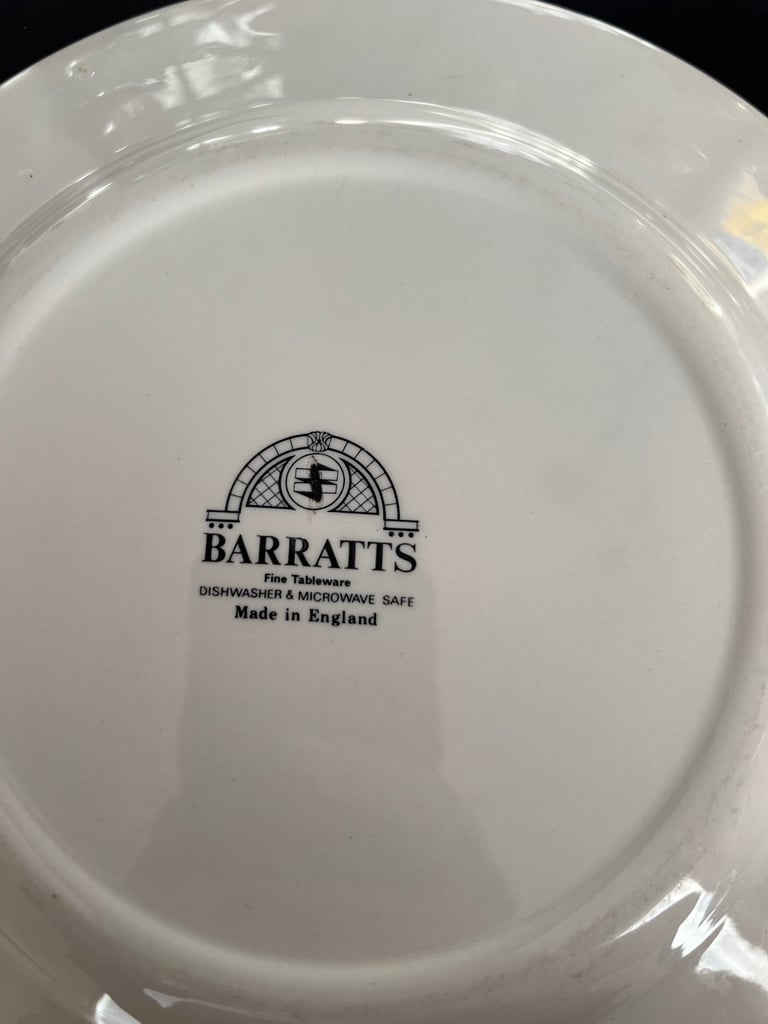 BARRATTS
Fine Tableware
DISHWASHER & MICROWAVE SAFE
Made in England